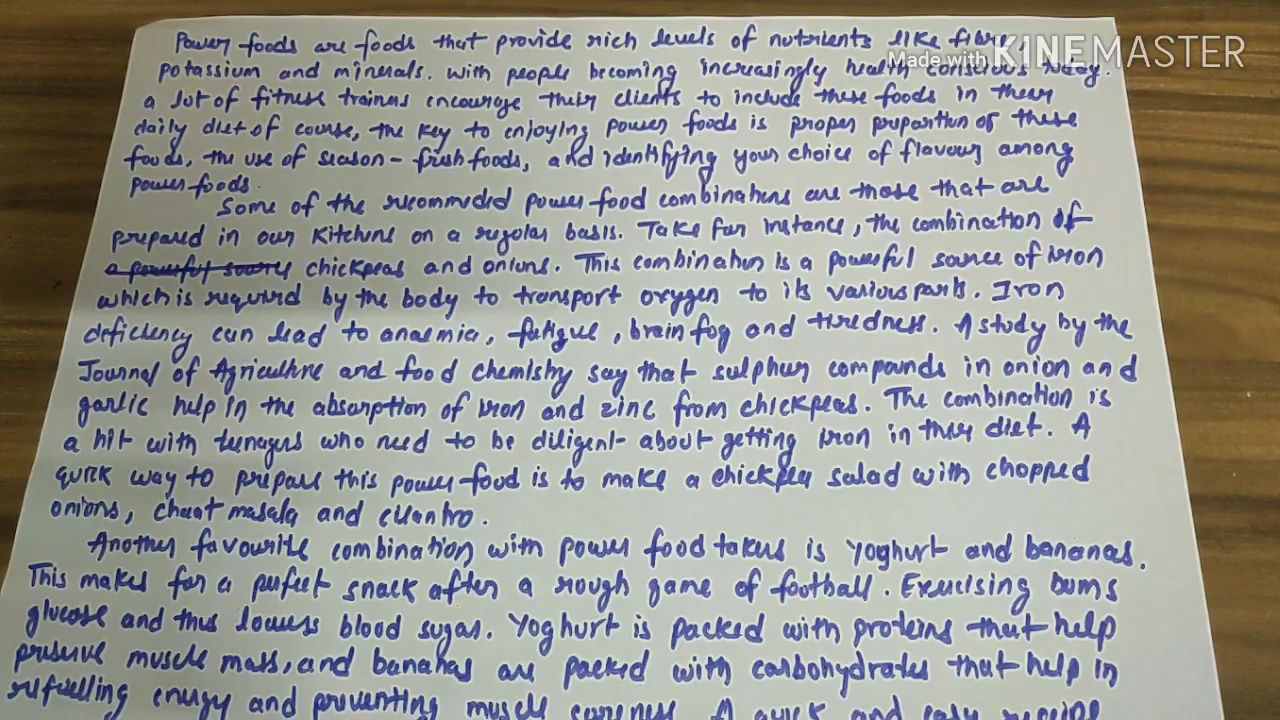 Power foods are foods that provide rich levels of nutrients like fibre,
Made with KINEMASTER
potassium and minerals. With people becoming increasingly health conscious today.
a lot of fitness trainers encourage their clients to include these foods in their
daily diet of course, the key to enjoying power foods is proper proportion of these
foods, the use of season-fresh foods, and identifying your choice of flavour among
power foods.
Some of the recommeded power food combinations are those that are
prepared in our kitchens on a regular basis. Take for instance, the combination of
a powerful source chickpeas and onions. This combination is a powerful source of iron
which is required by the body to transport oxygen to its various parts. Iron
dificiency can lead to anaemia, fatigue, brain fog and tiredness. A study by the
Journal of Agriculture and food chemistry say that sulphur compounds in onion and
garlic help in the absorption of iron and zinc from chickpeas. The combination is
a hit with teenagers who need to be diligent about getting iron in their diet. A
quick way to prepare this power food is to make a chickpea salad with chopped
onions, chaat masala and cilantro.
Another favourite combination with power food takers is yoghurt and bananas.
This makes for a perfect snack after a rough game of football. Exercising burns
glucose and thus lowers blood sugar. Yoghurt is packed with proteins that help
preserve muscle mass, and bananas are packed with carbohydrates that help in
refuelling energy and preventing muscle soreness. A quick and easy recipe